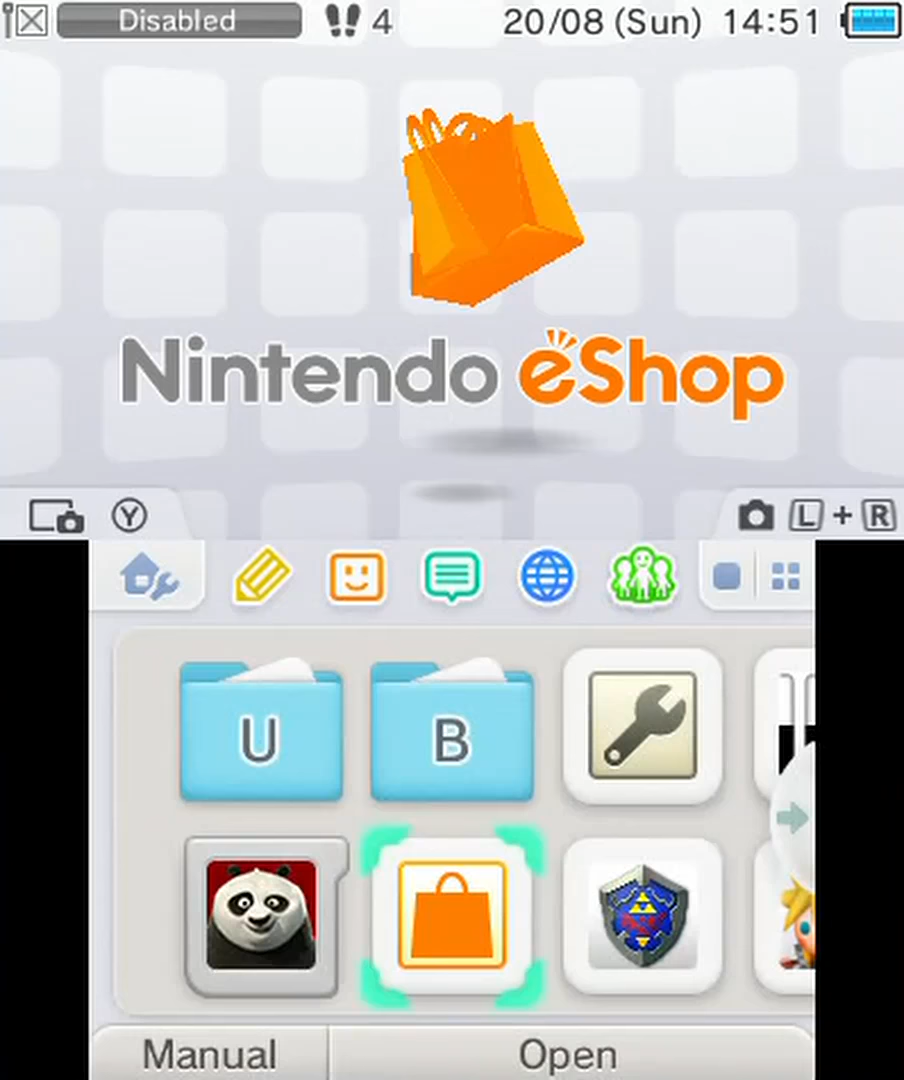 Disabled
4
20/08 (Sun) 14:51
Nintendo eShop
Y
L + R
U
B
Manual
Open